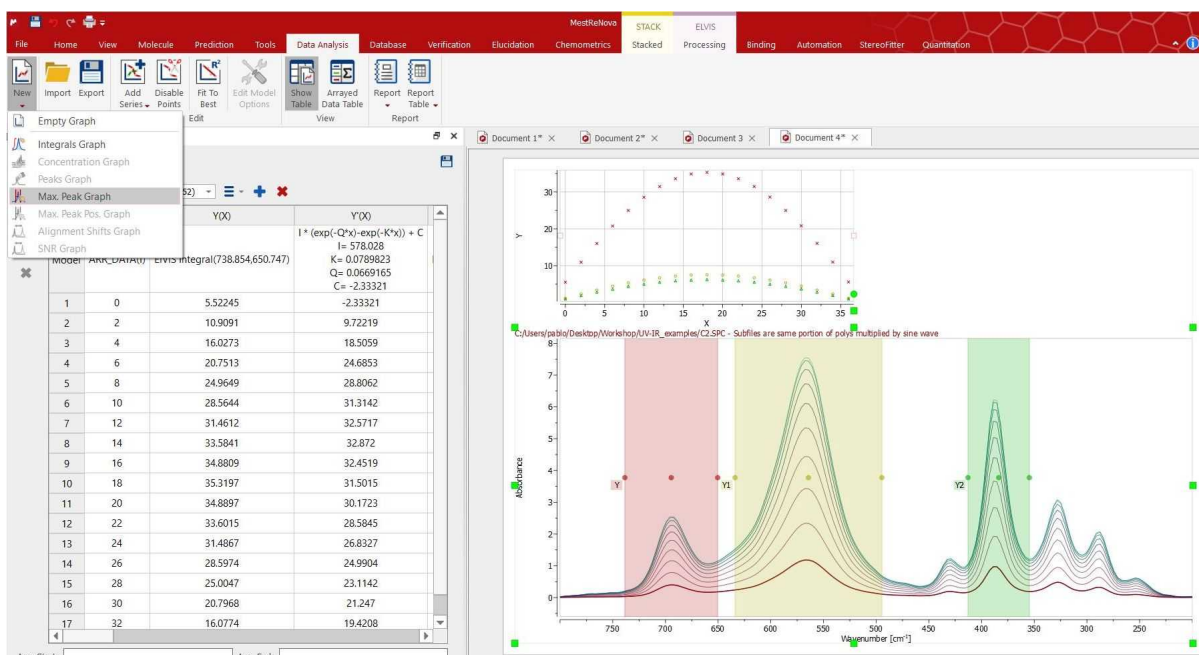 MestReNova
STACK
ELVIS
File Home View Molecule Prediction Tools Data Analysis Database Verification Elucidation Chemometrics Stacked Processing Binding Automation StereoFitter Quantitation
New Import Export Add Series Disable Points Fit To Best Edit Model Options Show Table Arrayed Data Table Report Report Table
Edit View Report
Empty Graph
Integrals Graph
Concentration Graph
Peaks Graph
Max. Peak Graph
Max. Peak Pos. Graph
Alignment Shifts Graph
SNR Graph
52)
Y(X) Y'(X)
Model ARR_DATA(I) ElViS Integral(738.854,650.747)
I * (exp(-Q*x)-exp(-K*x)) + C
I= 578.028
K= 0.0789823
Q= 0.0669165
C= -2.33321
1 0 5.52245 -2.33321
2 2 10.9091 9.72219
3 4 16.0273 18.5059
4 6 20.7513 24.6853
5 8 24.9649 28.8062
6 10 28.5644 31.3142
7 12 31.4612 32.5717
8 14 33.5841 32.872
9 16 34.8809 32.4519
10 18 35.3197 31.5015
11 20 34.8897 30.1723
12 22 33.6015 28.5845
13 24 31.4867 26.8327
14 26 28.5974 24.9904
15 28 25.0047 23.1142
16 30 20.7968 21.247
17 32 16.0774 19.4208
Document 1* Document 2* Document 3 Document 4*
30
20
10
Y
0 5 10 15 20 25 30 35
X
C:/Users/pablo/Desktop/Workshop/UV-IR_examples/C2.SPC - Subfiles are same portion of polys multiplied by sine wave
8
7
6
5
4
3
2
1
0
Absorbance
Y Y1 Y2
750 700 650 600 550 500 450 400 350 300 250
Wavenumber [cm⁻¹]